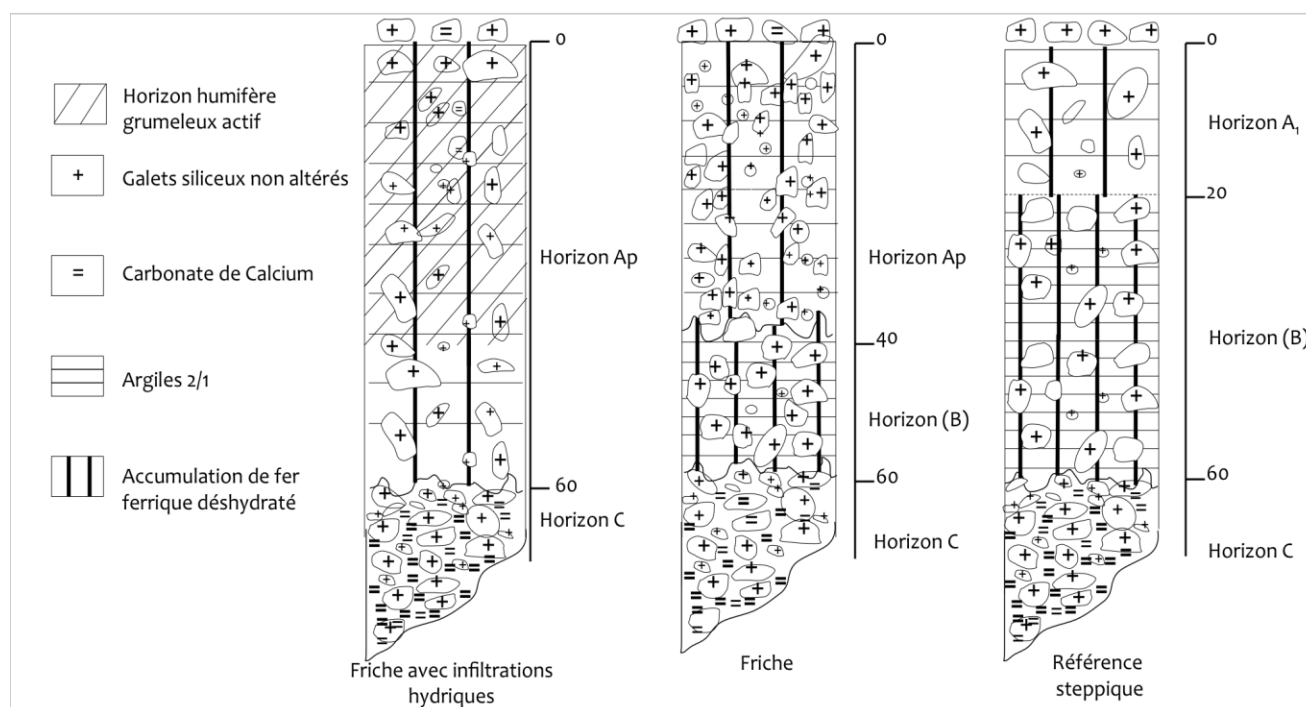 Horizon humifère
grumeleux actif
+
Galets siliceux non altérés
=
Carbonate de Calcium
Argiles 2/1
Accumulation de fer
ferrique déshydraté
0
Horizon Ap
60
Horizon C
Friche avec infiltrations
hydriques
0
Horizon Ap
40
Horizon (B)
60
Horizon C
Friche
0
Horizon A₁
20
Horizon (B)
60
Horizon C
Référence
steppique